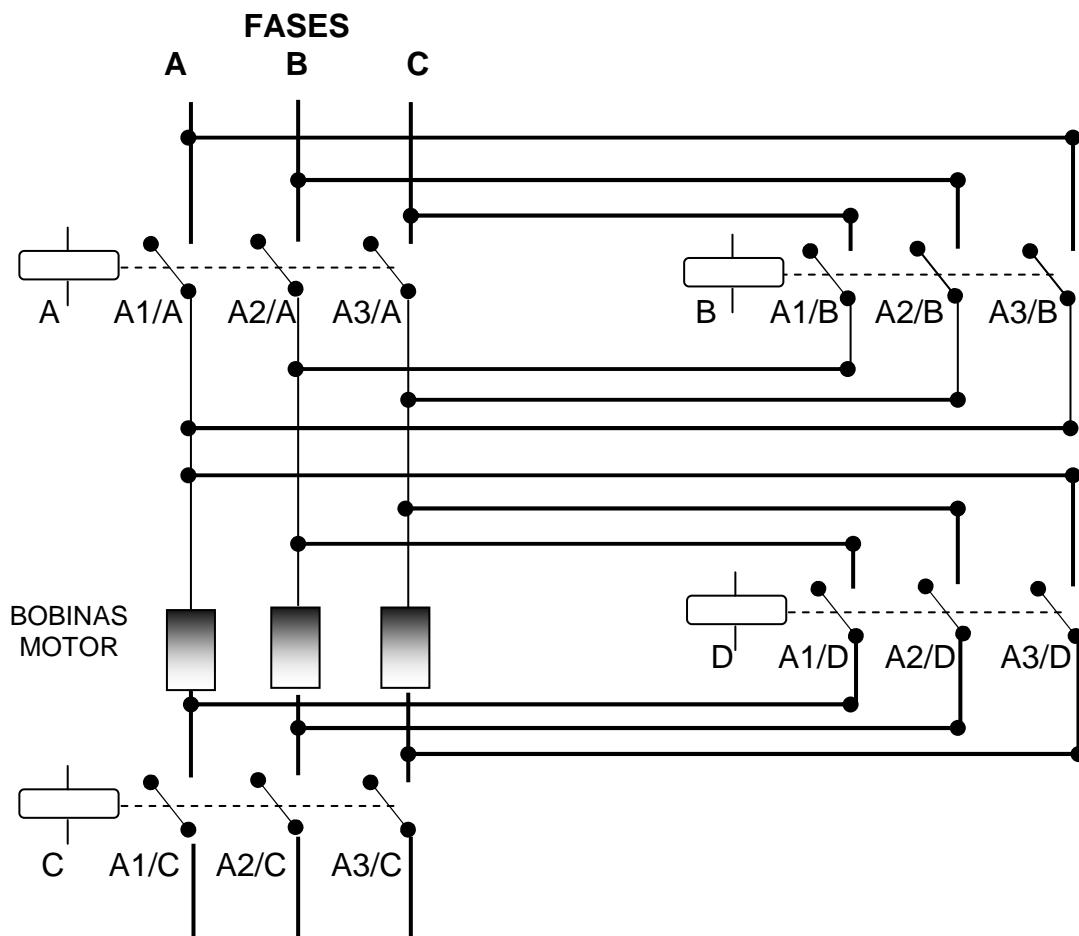 FASES
A B C
A A1/A A2/A A3/A B A1/B A2/B A3/B
BOBINAS
MOTOR
D A1/D A2/D A3/D
C A1/C A2/C A3/C